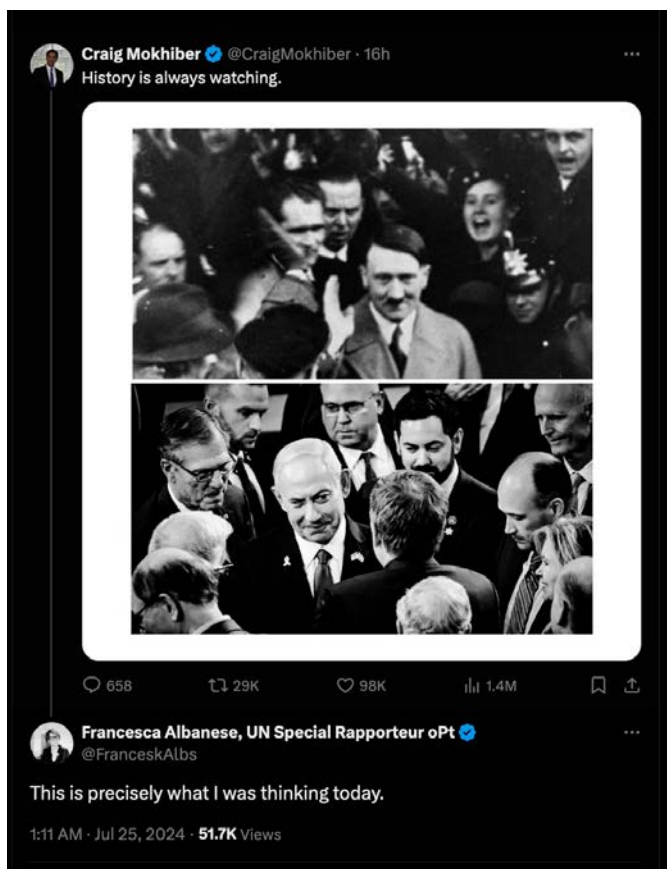 Craig Mokhiber @CraigMokhiber · 16h
History is always watching.
658 29K 98K 1.4M
Francesca Albanese, UN Special Rapporteur oPt
@FranceskAlbs
This is precisely what I was thinking today.
1:11 AM · Jul 25, 2024 · 51.7K Views